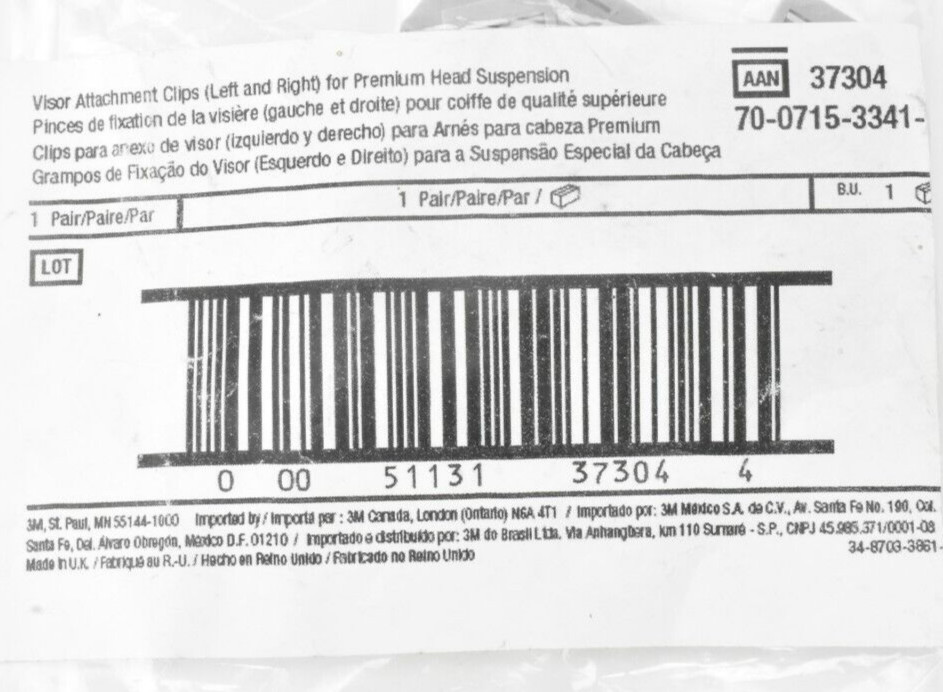 Visor Attachment Clips (Left and Right) for Premium Head Suspension
Pinces de fixation de la visière (gauche et droite) pour coiffe de qualité supérieure
Clips para anexo de visor (izquierdo y derecho) para Arnés para cabeza Premium
Grampos de Fixação do Visor (Esquerdo e Direito) para a Suspensão Especial da Cabeça
AAN 37304
70-0715-3341-
1 Pair/Paire/Par
1 Pair/Paire/Par /
B.U. 1
LOT
0 00 51131 37304 4
3M, St. Paul, MN 55144-1000 Imported by / Importé par : 3M Canada, London (Ontario) N6A 4T1 / Importado por: 3M México S.A. de C.V., Av. Santa Fe No. 190, Col.
Santa Fe, Del. Álvaro Obregón, México D.F. 01210 / Importado e distribuído por: 3M do Brasil Ltda, Via Anhanguera, km 110 Sumaré - S.P., CNPJ 45.985.371/0001-08
Made in U.K. / Fabriqué au R.-U. / Hecho en Reino Unido / Fabricado no Reino Unido
34-8703-3861-